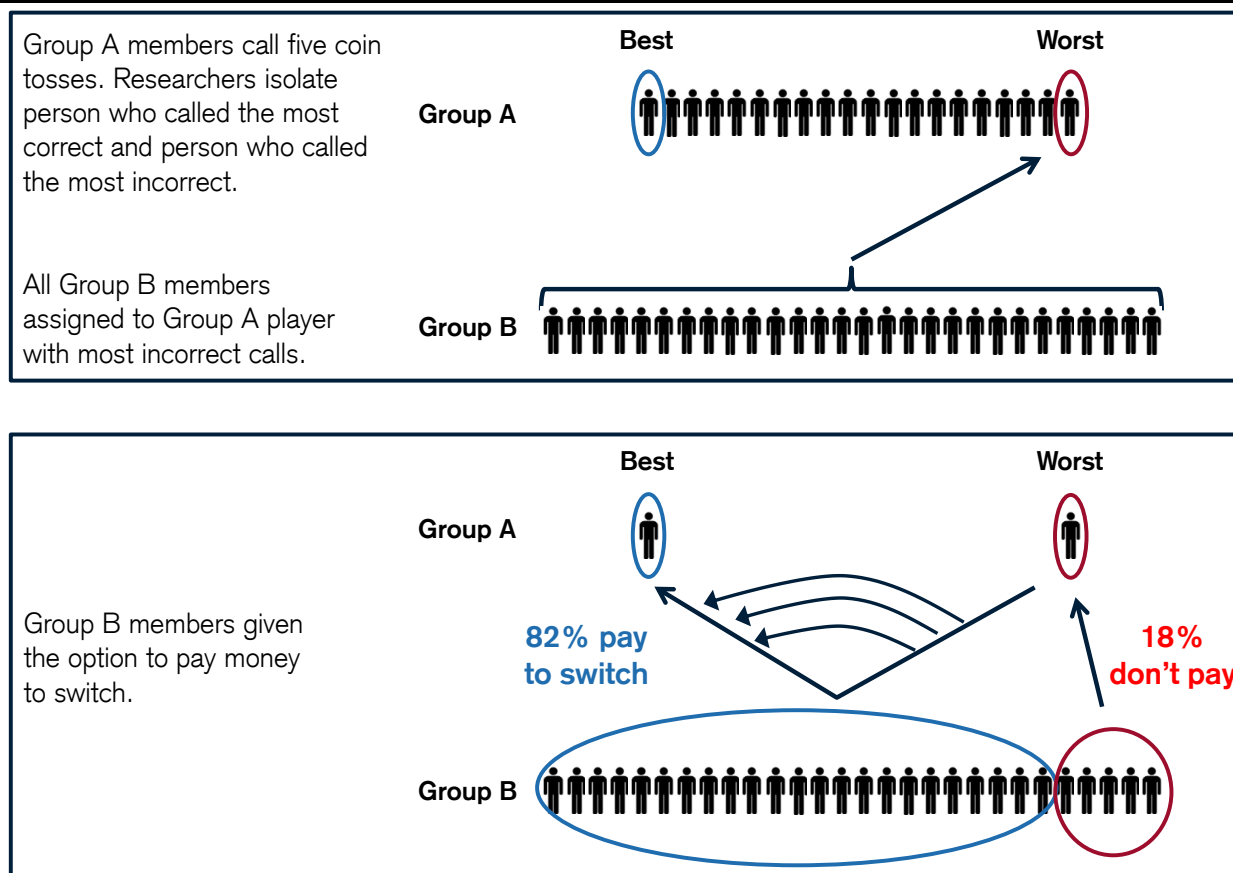 Group A members call five coin
tosses. Researchers isolate
person who called the most
correct and person who called
the most incorrect.
Best
Worst
Group A
All Group B members
assigned to Group A player
with most incorrect calls.
Group B
Best
Worst
Group A
Group B members given
the option to pay money
to switch.
82% pay
to switch
18%
don't pay
Group B